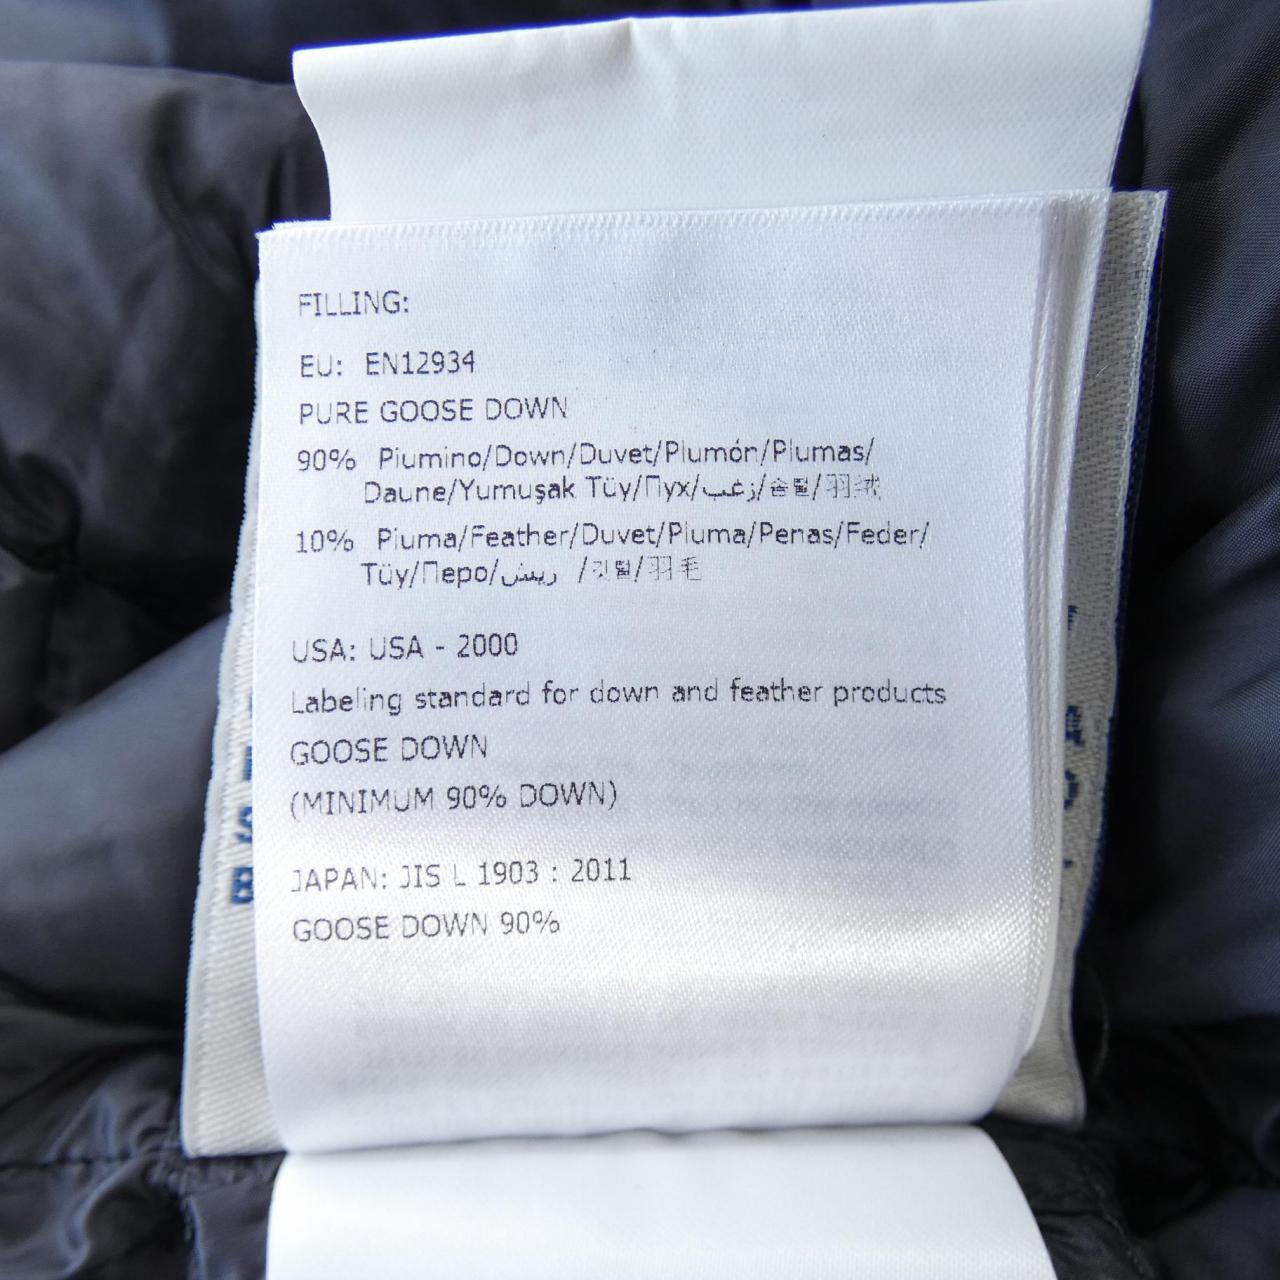 FILLING:
EU: EN12934
PURE GOOSE DOWN
90% Piumino/Down/Duvet/Plumón/Plumas/
Daune/Yumuşak Tüy/Пух/زغب/솜털/羽绒
10% Piuma/Feather/Duvet/Pluma/Penas/Feder/
Tüy/Перо/ريش /깃털/羽毛
USA: USA - 2000
Labeling standard for down and feather products
GOOSE DOWN
(MINIMUM 90% DOWN)
JAPAN: JIS L 1903 : 2011
GOOSE DOWN 90%